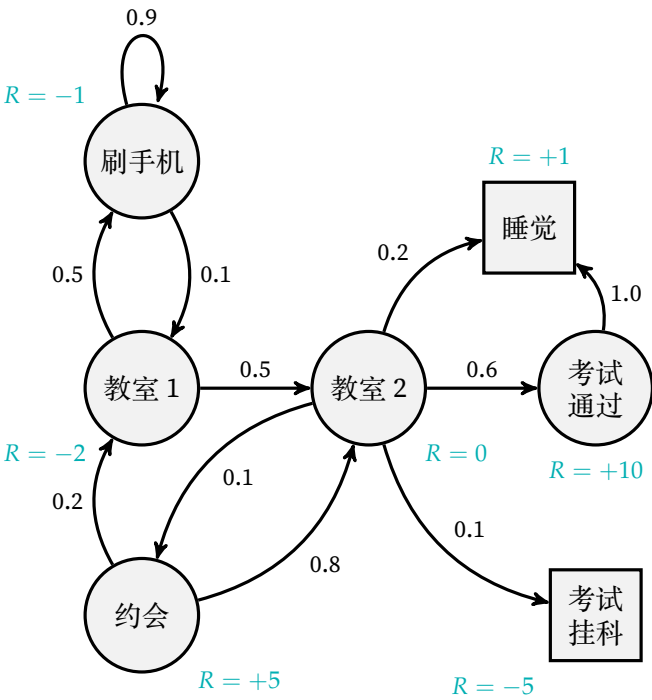 0.9
R = −1
刷手机
R = +1
睡觉
0.2
0.5
0.1
1.0
教室 1
0.5
教室 2
0.6
考试
通过
R = −2
R = 0
R = +10
0.2
0.1
0.1
0.8
约会
考试
挂科
R = +5
R = −5